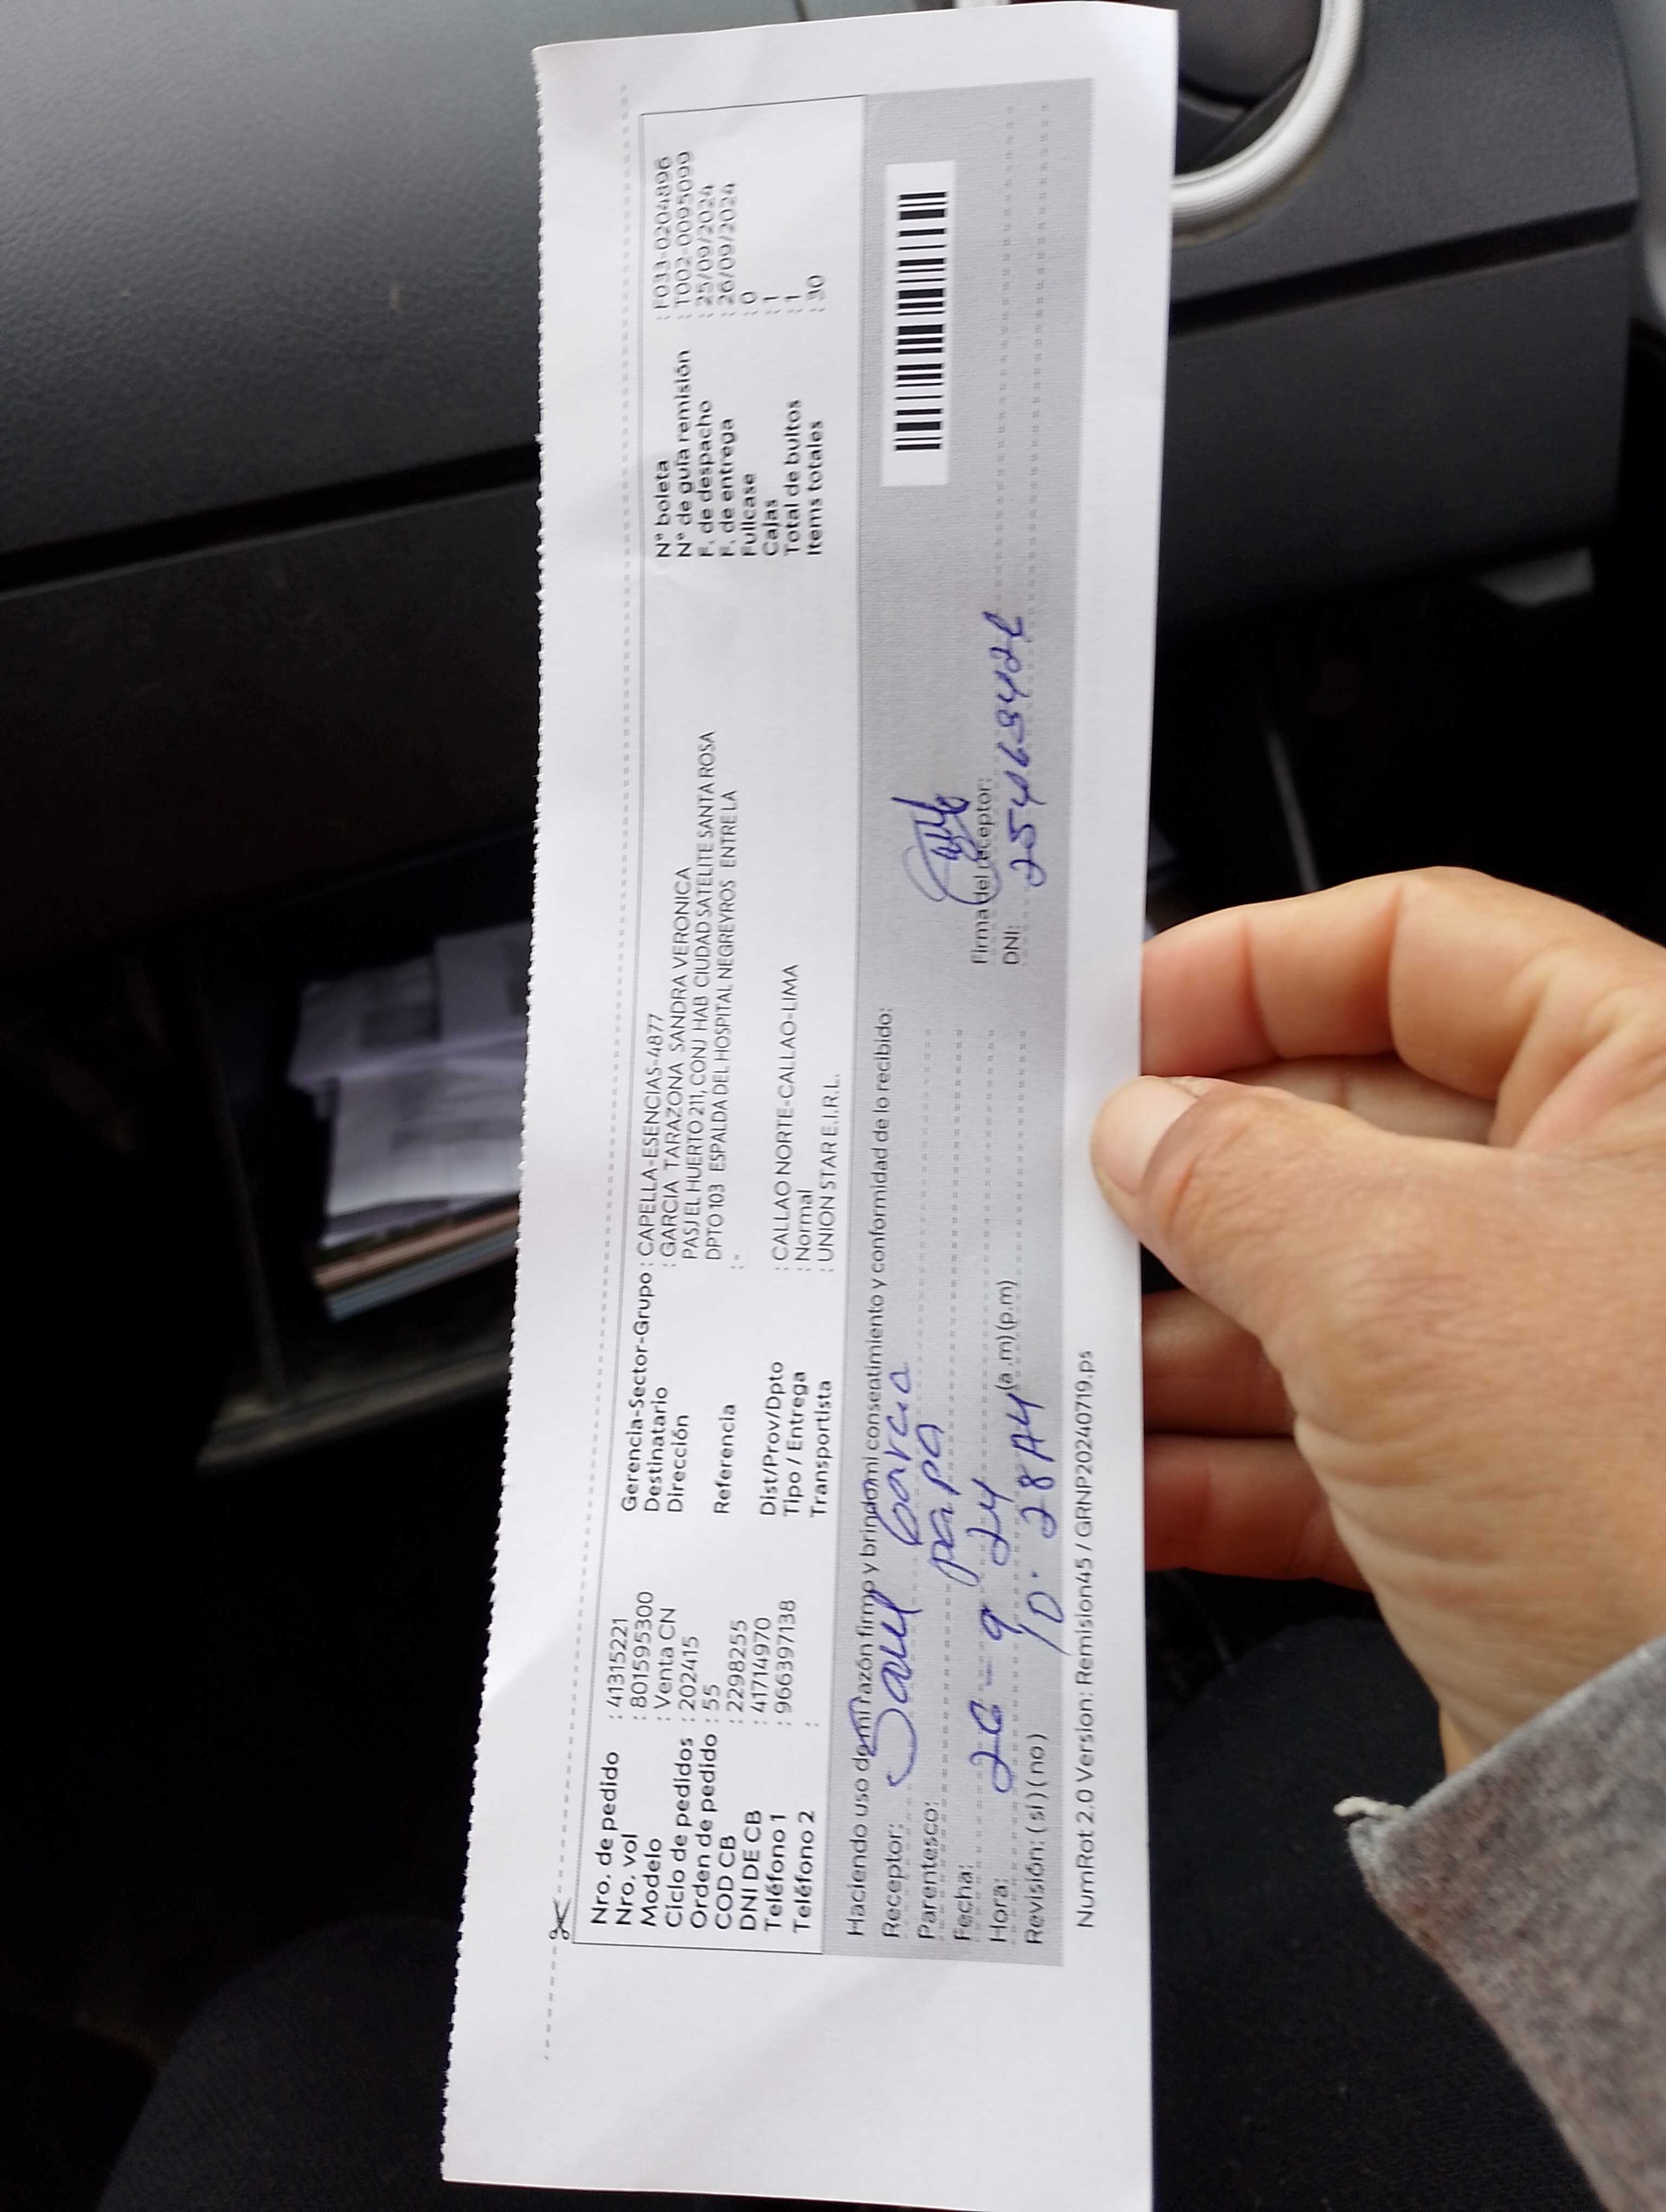 Nro. de pedido : 41315221
Nro. vol : 801595300
Modelo : Venta CN
Ciclo de pedidos : 202415
Orden de pedido : 55
COD CB : 2298255
DNI DE CB : 41714970
Teléfono 1 : 966397138
Teléfono 2 :
Gerencia-Sector-Grupo : CAPELLA-ESENCIAS-4877
Destinatario : GARCIA TARAZONA SANDRA VERONICA
Dirección PASJ EL HUERTO 211, CONJ HAB CIUDAD SATELITE SANTA ROSA
DPTO 103 ESPALDA DEL HOSPITAL NEGREYROS ENTRE LA
Referencia : "
Dist/Prov/Dpto : CALLAO NORTE-CALLAO-LIMA
Tipo / Entrega : Normal
Transportista : UNION STAR E.I.R.L.
Nº boleta : F033-0204896
Nº de guía remisión : T002-0095099
F. de despacho : 25/09/2024
F. de entrega : 26/09/2024
Fullcase : 0
Cajas : 1
Total de bultos : 1
Items totales : 30
Haciendo uso de mi razón firmo y brindo mi consentimiento y conformidad de lo recibido:
Receptor: Saul Garcia
Parentesco: papa
Fecha: 26 - 9 24
Hora: 10. 28 AM (a.m) (p.m)
Revisión: ( si ) ( no )
Firma del receptor:
DNI:
NumRot 2.0 Version: Remision45 / GRNP20240719.ps